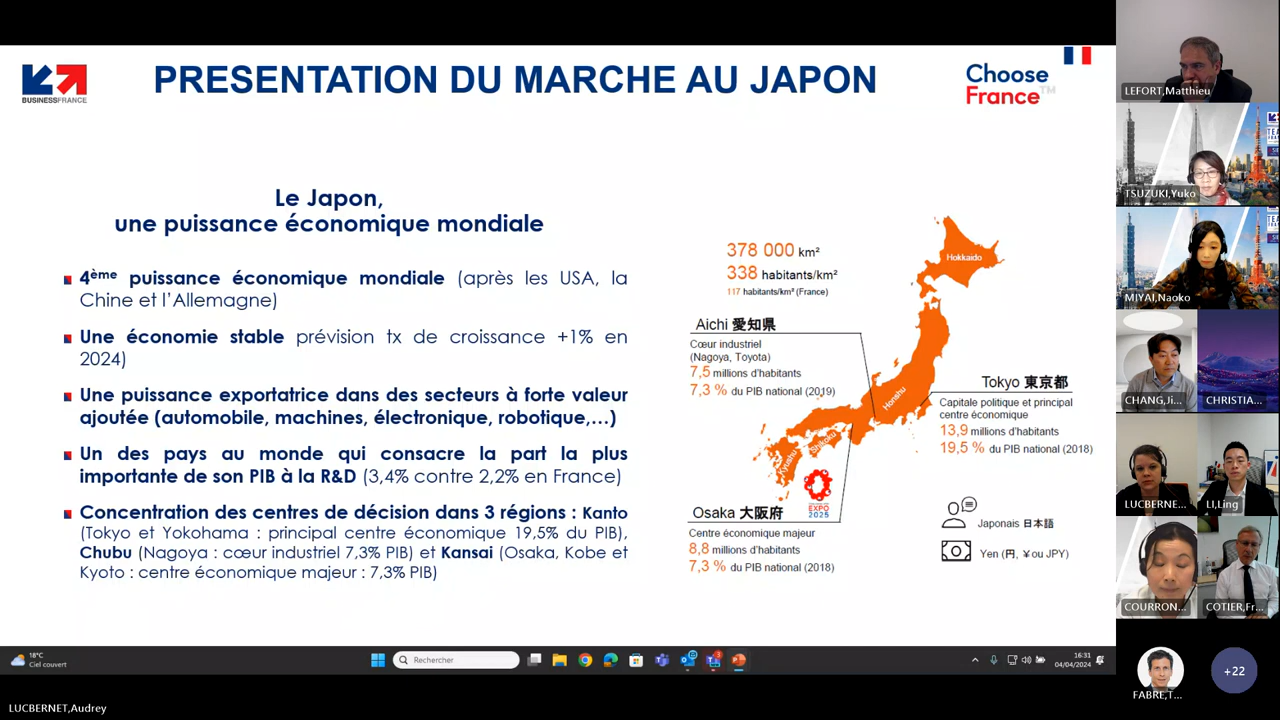 BUSINESSFRANCE
PRESENTATION DU MARCHE AU JAPON
Choose
France™
Le Japon,
une puissance économique mondiale
4ème puissance économique mondiale (après les USA, la
Chine et l’Allemagne)
Une économie stable prévision tx de croissance +1% en
2024)
Une puissance exportatrice dans des secteurs à forte valeur
ajoutée (automobile, machines, électronique, robotique,…)
Un des pays au monde qui consacre la part la plus
importante de son PIB à la R&D (3,4% contre 2,2% en France)
Concentration des centres de décision dans 3 régions : Kanto
(Tokyo et Yokohama : principal centre économique 19,5% du PIB),
Chubu (Nagoya : cœur industriel 7,3% PIB) et Kansai (Osaka, Kobe et
Kyoto : centre économique majeur : 7,3% PIB)
378 000 km²
338 habitants/km²
117 habitants/km² (France)
Hokkaido
Honshu
Shikoku
Kyushu
Aichi 愛知県
Cœur industriel
(Nagoya, Toyota)
7,5 millions d’habitants
7,3 % du PIB national (2019)
Tokyo 東京都
Capitale politique et principal
centre économique
13,9 millions d’habitants
19,5 % du PIB national (2018)
EXPO
2025
Osaka 大阪府
Centre économique majeur
8,8 millions d’habitants
7,3 % du PIB national (2018)
Japonais 日本語
Yen (円, ¥ou JPY)
18°C
Ciel couvert
Rechercher
16:31
04/04/2024
LUCBERNET,Audrey
LEFORT,Matthieu
TSUZUKI,Yuko
MIYAI,Naoko
CHANG,Ji...
CHRISTIA...
LUCBERNE...
LI,Ling
COURRON...
COTIER,Fr...
FABRE,T...
+22